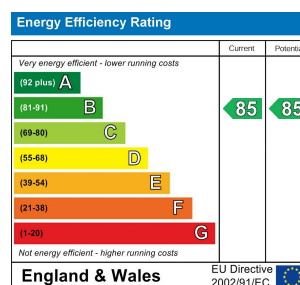 Energy Efficiency Rating
Current Potentia
Very energy efficient - lower running costs
(92 plus) A
(81-91) B 85 85
(69-80) C
(55-68) D
(39-54) E
(21-38) F
(1-20) G
Not energy efficient - higher running costs
England & Wales
EU Directive
2002/91/EC